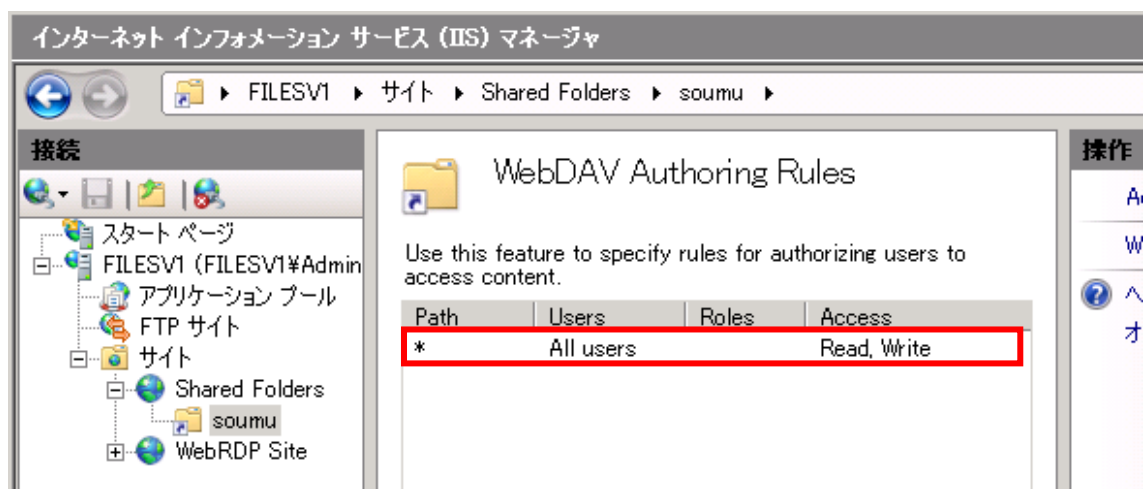 インターネット インフォメーション サービス (IIS) マネージャ
FILESV1 サイト Shared Folders soumu
接続
スタート ページ
FILESV1 (FILESV1¥Admin
アプリケーション プール
FTP サイト
サイト
Shared Folders
soumu
WebRDP Site
WebDAV Authoring Rules
Use this feature to specify rules for authorizing users to
access content.
Path Users Roles Access
* All users Read, Write
操作
W
ヘ
オ